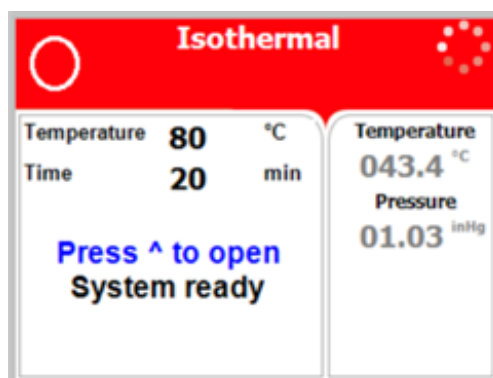 Isothermal
Temperature 80 °C
Time 20 min
Press ^ to open
System ready
Temperature
043.4 °C
Pressure
01.03 inHg